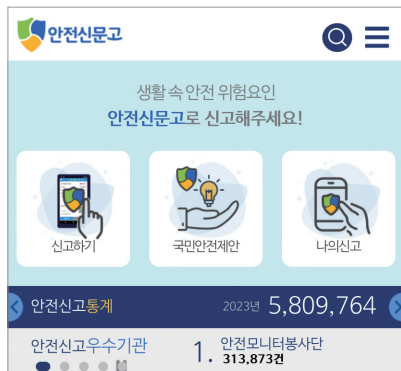 안전신문고
생활 속 안전 위험요인
안전신문고로 신고해주세요!
신고하기
국민안전제안
나의신고
안전신고통계
2023년 5,809,764
안전신고우수기관
1. 안전모니터봉사단
313,873건